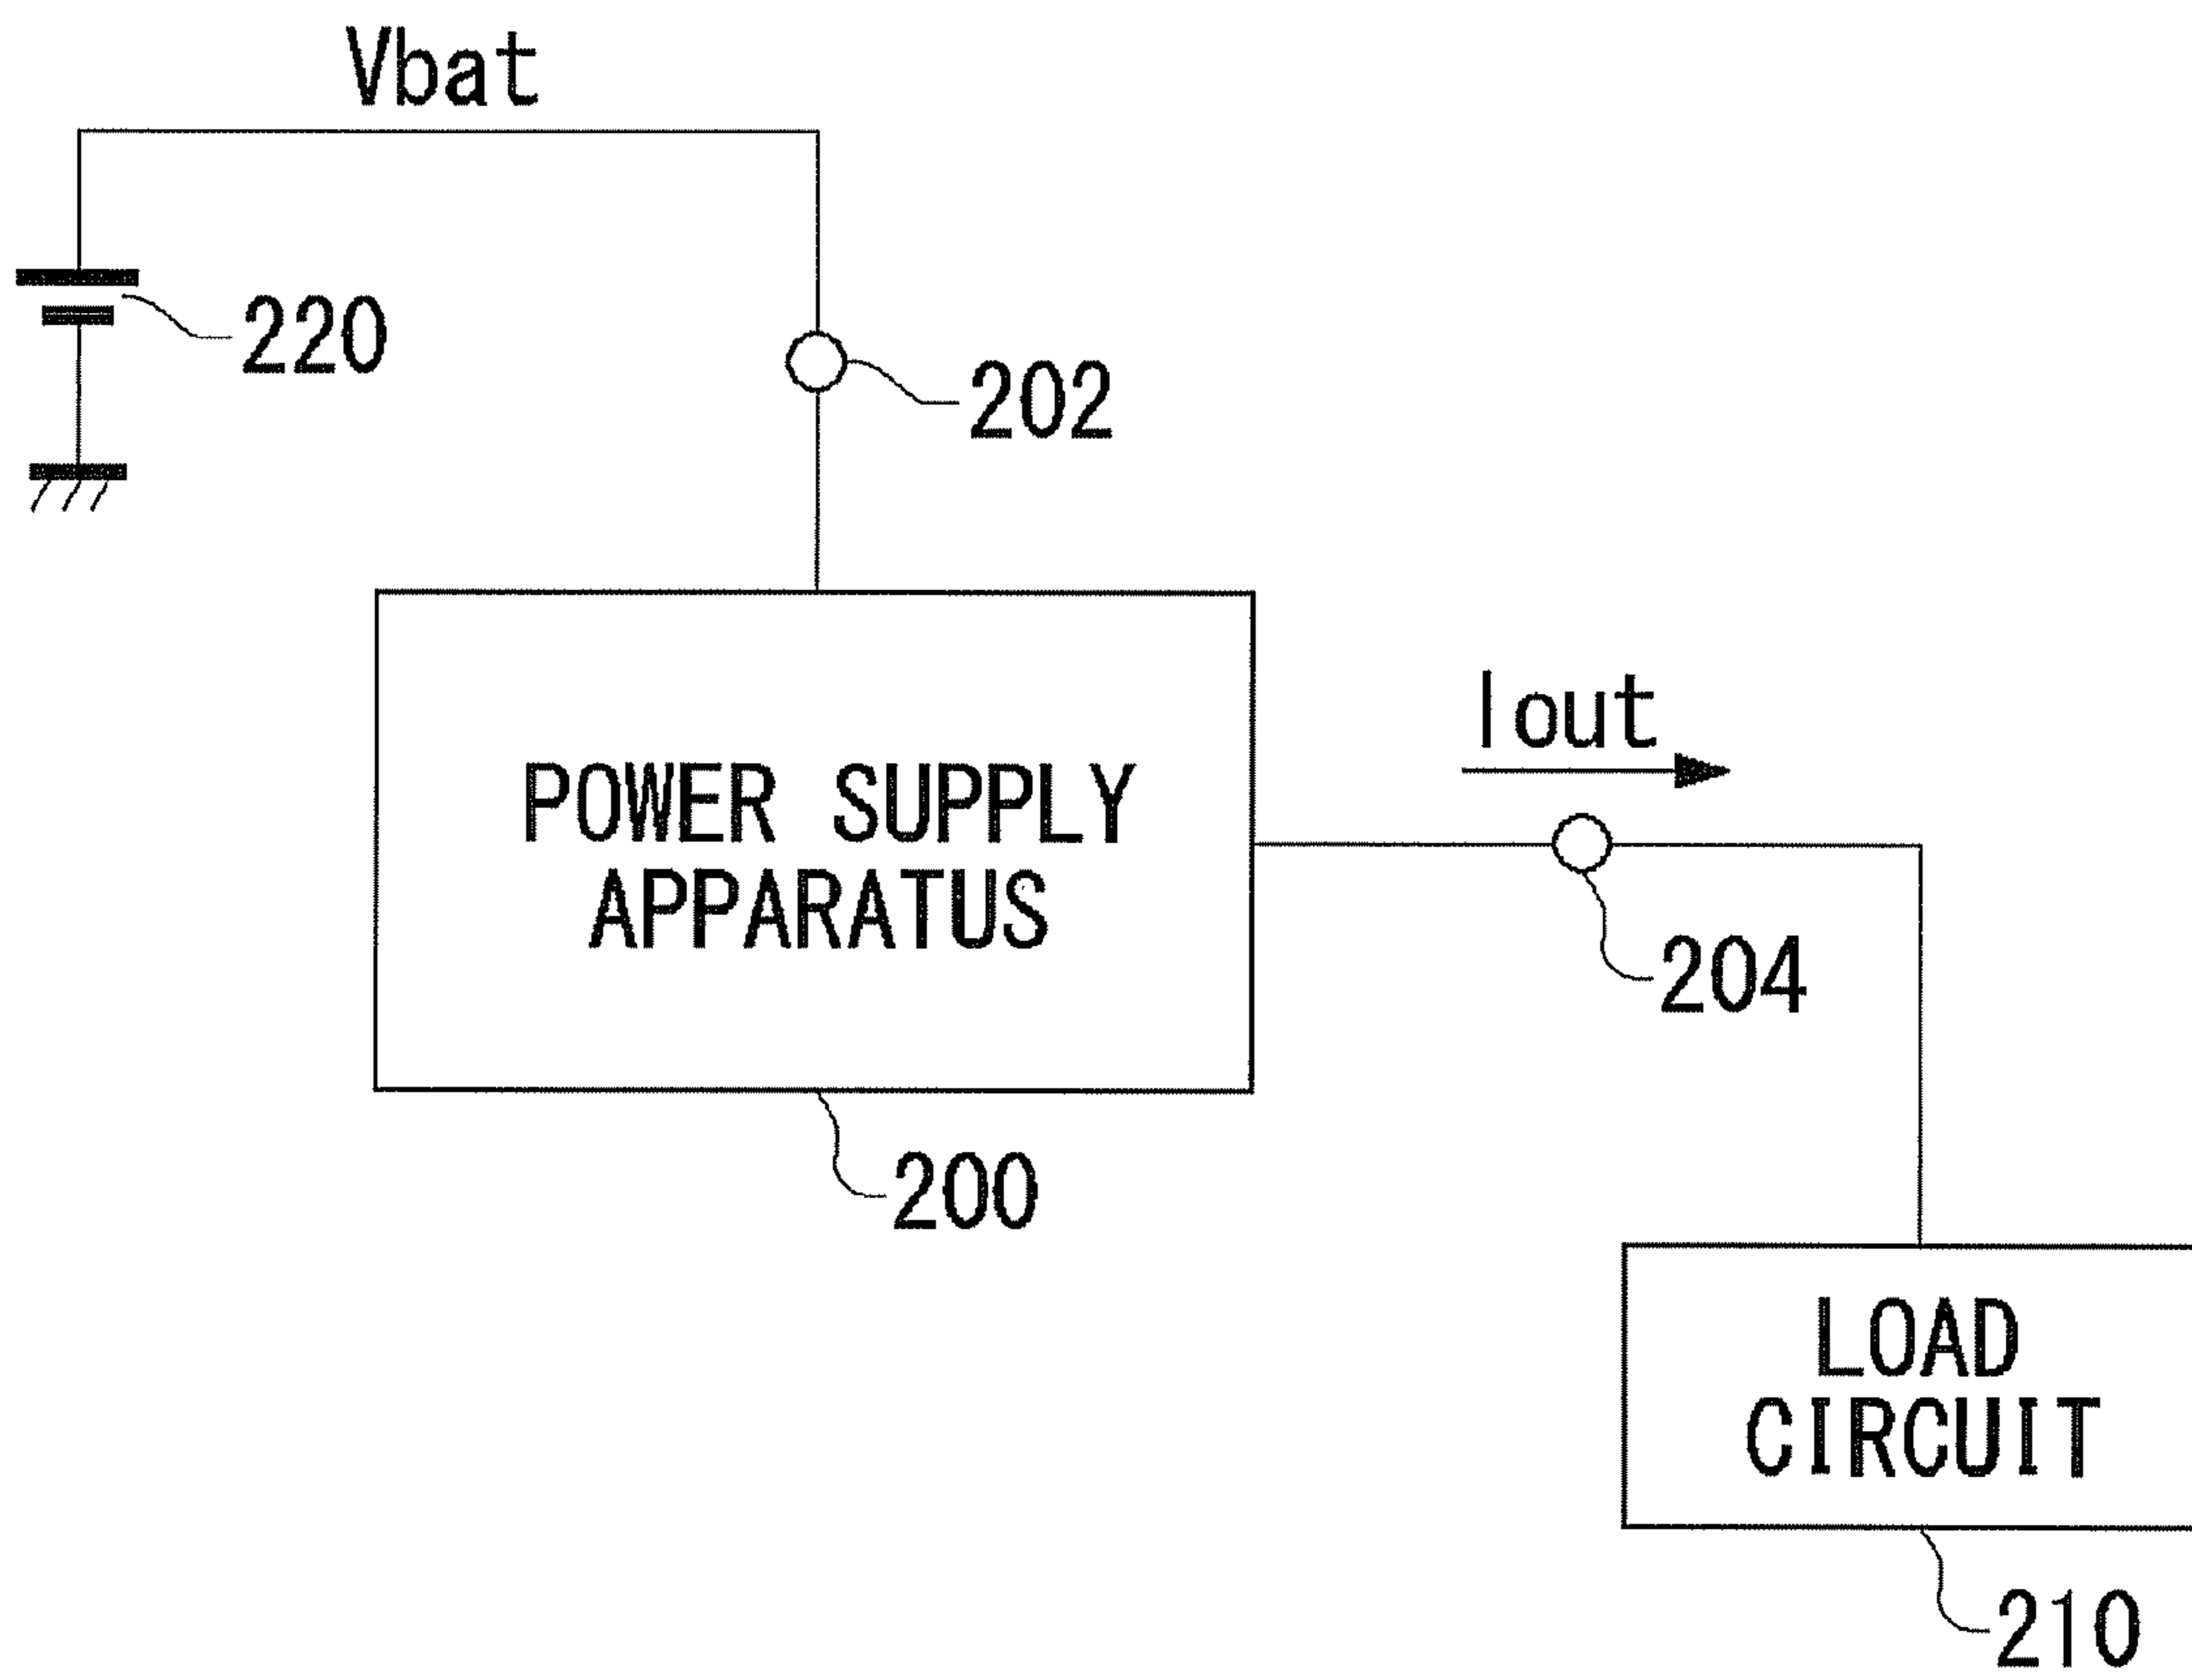 Vbat
220
202
Iout
POWER SUPPLY
APPARATUS
204
200
LOAD
CIRCUIT
210